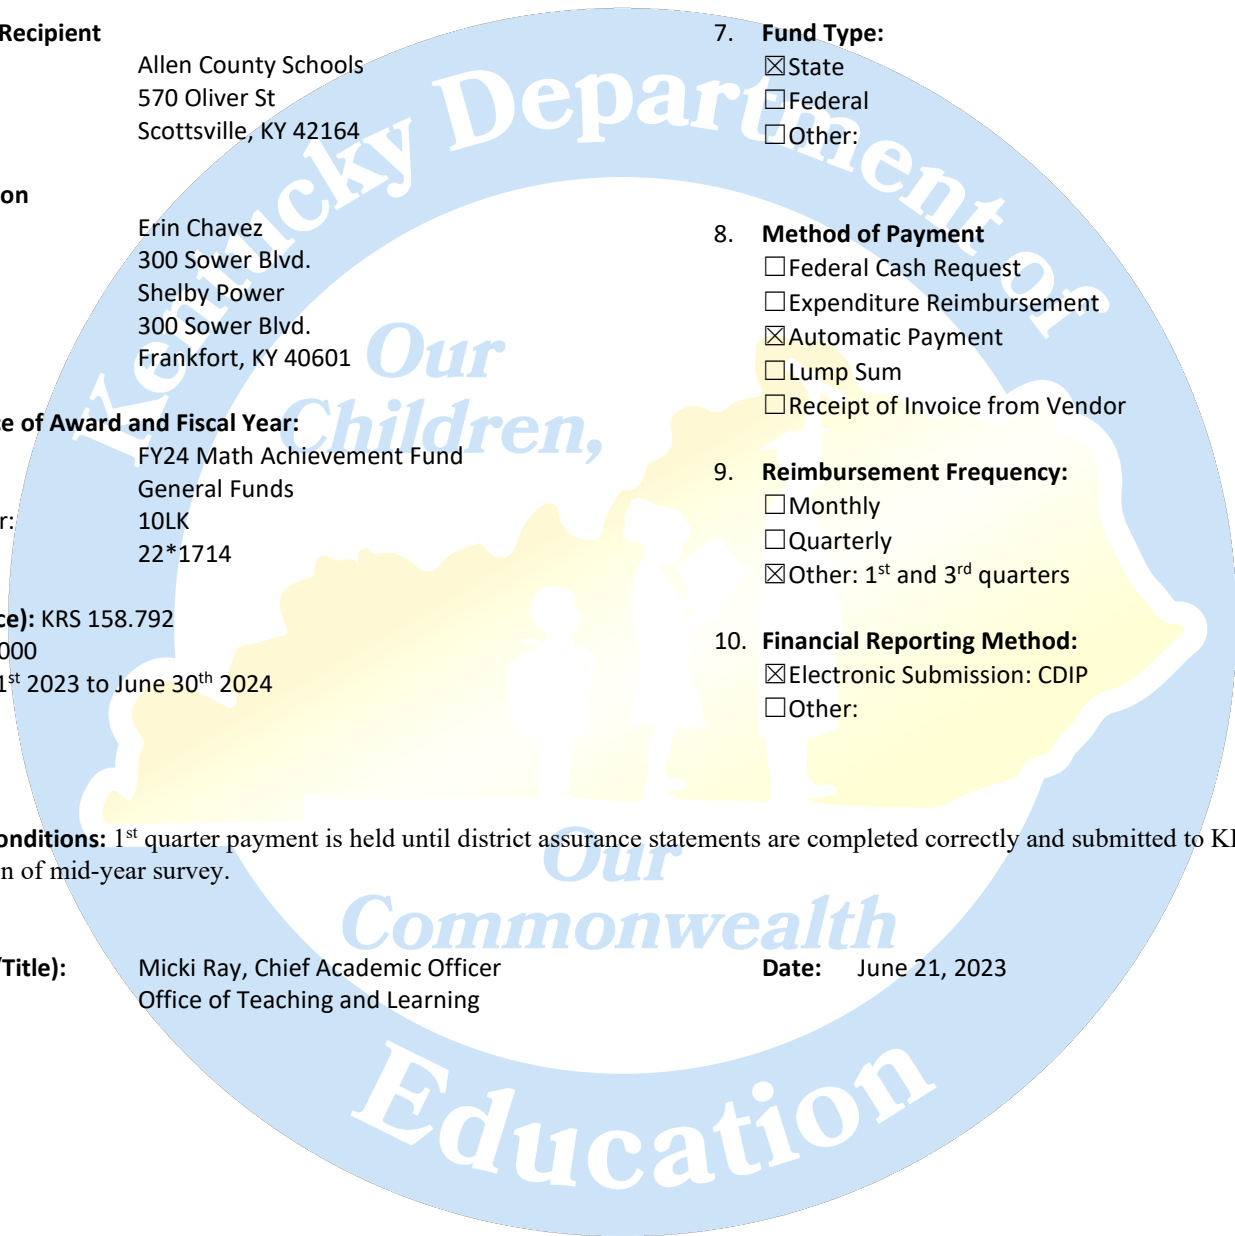 Recipient
Allen County Schools
570 Oliver St
Scottsville, KY 42164
on
Erin Chavez
300 Sower Blvd.
Shelby Power
300 Sower Blvd.
Frankfort, KY 40601
ce of Award and Fiscal Year:
FY24 Math Achievement Fund
General Funds
r: 10LK
22*1714
ce): KRS 158.792
000
1st 2023 to June 30th 2024
7. Fund Type:
☒State
☐Federal
☐Other:
8. Method of Payment
☐Federal Cash Request
☐Expenditure Reimbursement
☒Automatic Payment
☐Lump Sum
☐Receipt of Invoice from Vendor
9. Reimbursement Frequency:
☐Monthly
☐Quarterly
☒Other: 1st and 3rd quarters
10. Financial Reporting Method:
☒Electronic Submission: CDIP
☐Other:
onditions: 1st quarter payment is held until district assurance statements are completed correctly and submitted to
n of mid-year survey.
/Title): Micki Ray, Chief Academic Officer Date: June 21, 2023
Office of Teaching and Learning
Kentucky Department of
Education
Our
Children,
Our
Commonwealth